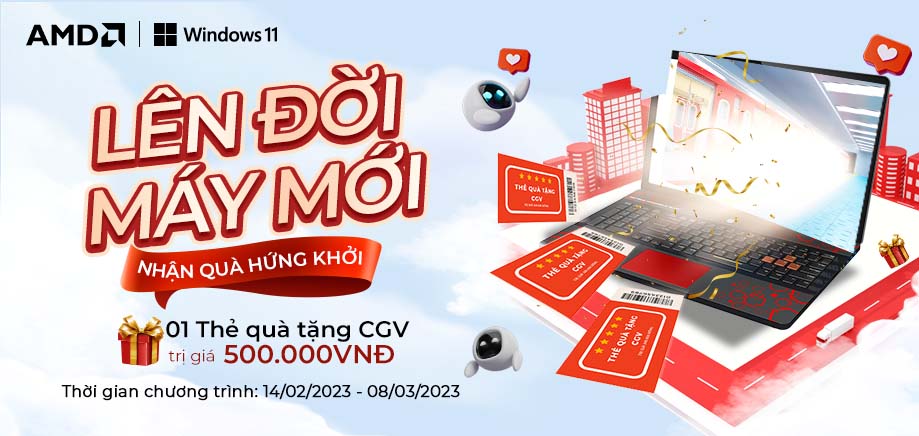 AMD
Windows 11
LÊN ĐỜI
MÁY MỚI
NHẬN QUÀ HỨNG KHỞI
01 Thẻ quà tặng CGV
trị giá 500.000VNĐ
Thời gian chương trình: 14/02/2023 - 08/03/2023
THẺ QUÀ TẶNG
CGV
THẺ QUÀ TẶNG
CGV
THẺ QUÀ TẶNG
CGV